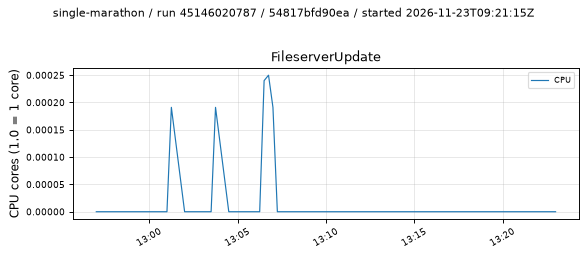 single-marathon / run 45146020787 / 54817bfd90ea / started 2026-11-23T09:21:15Z
FileserverUpdate
CPU
CPU cores (1.0 = 1 core)
0.00025
0.00020
0.00015
0.00010
0.00005
0.00000
13:00
13:05
13:10
13:15
13:20